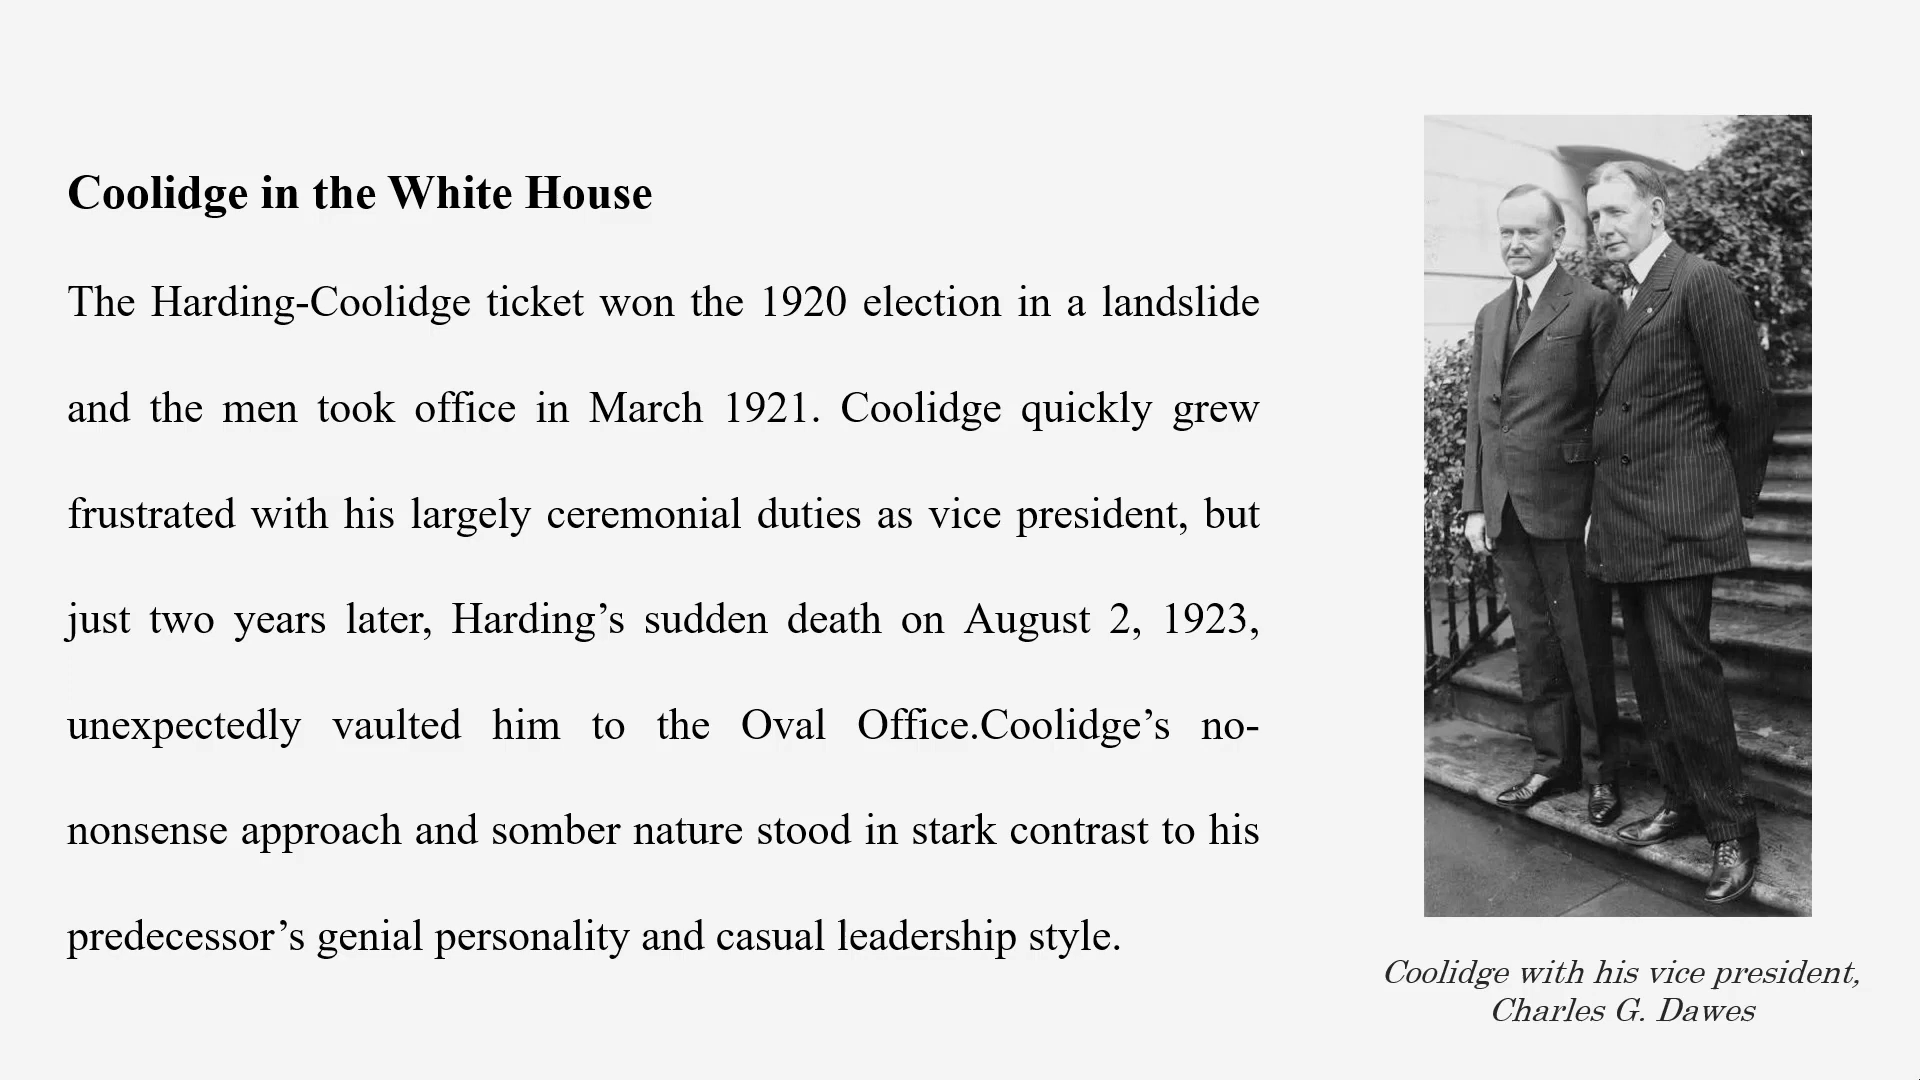 Coolidge in the White House
The Harding-Coolidge ticket won the 1920 election in a landslide
and the men took office in March 1921. Coolidge quickly grew
frustrated with his largely ceremonial duties as vice president, but
just two years later, Harding’s sudden death on August 2, 1923,
unexpectedly vaulted him to the Oval Office.Coolidge’s no-
nonsense approach and somber nature stood in stark contrast to his
predecessor’s genial personality and casual leadership style.
Coolidge with his vice president,
Charles G. Dawes